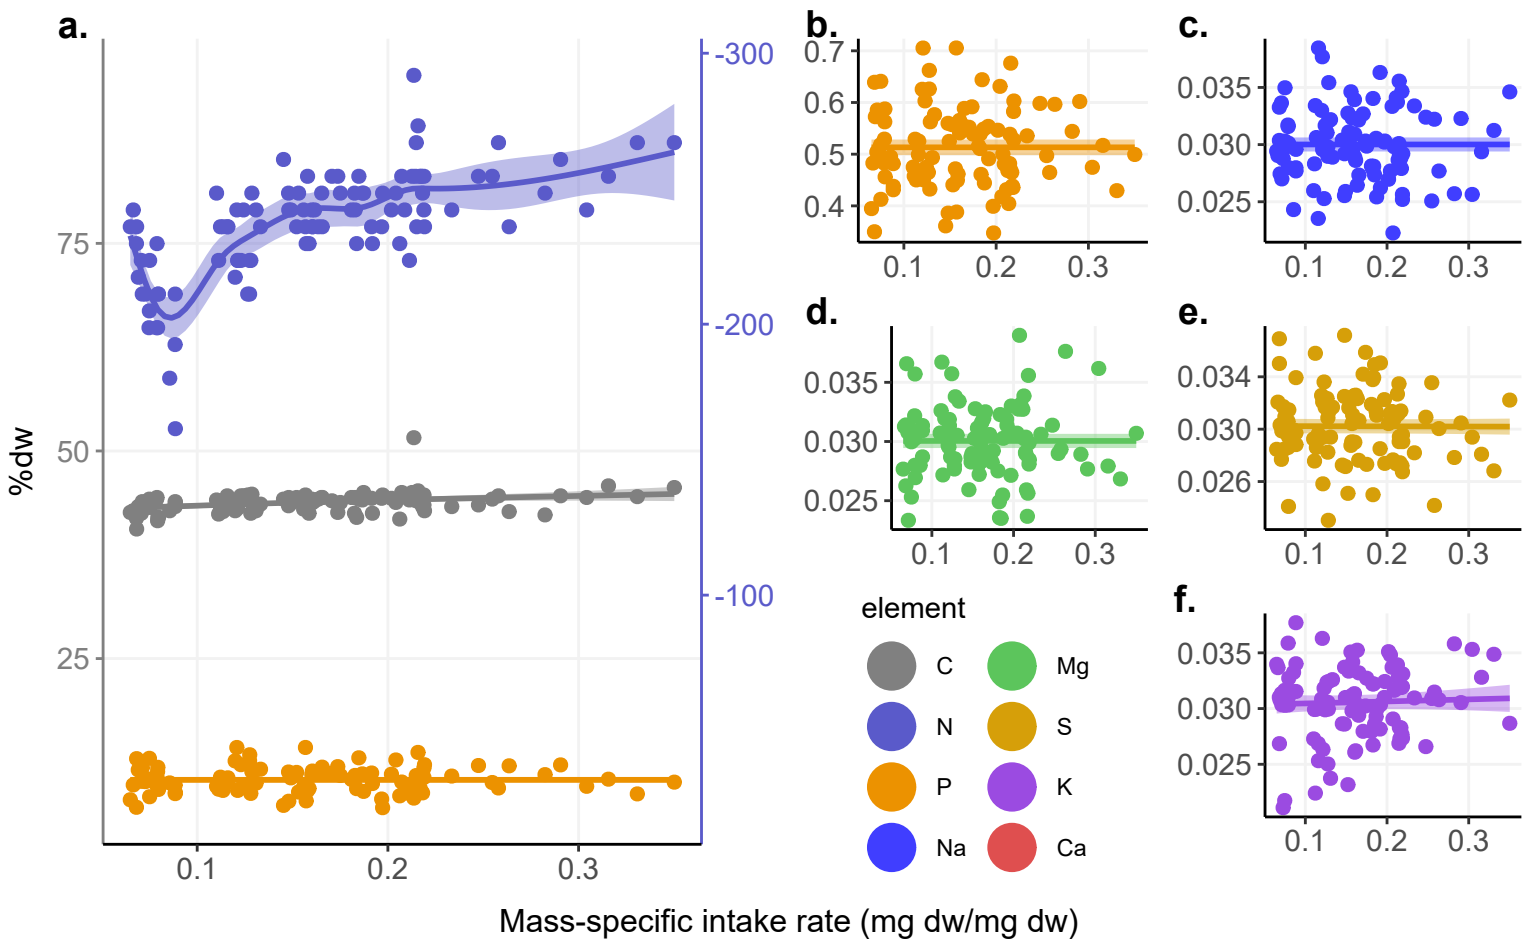 a.
%dw
75
50
25
-300
-200
-100
0.1 0.2 0.3
b.
0.7
0.6
0.5
0.4
0.1 0.2 0.3
c.
0.035
0.030
0.025
0.1 0.2 0.3
d.
0.035
0.030
0.025
0.1 0.2 0.3
e.
0.034
0.030
0.026
0.1 0.2 0.3
element
C Mg
N S
P K
Na Ca
f.
0.035
0.030
0.025
0.1 0.2 0.3
Mass-specific intake rate (mg dw/mg dw)